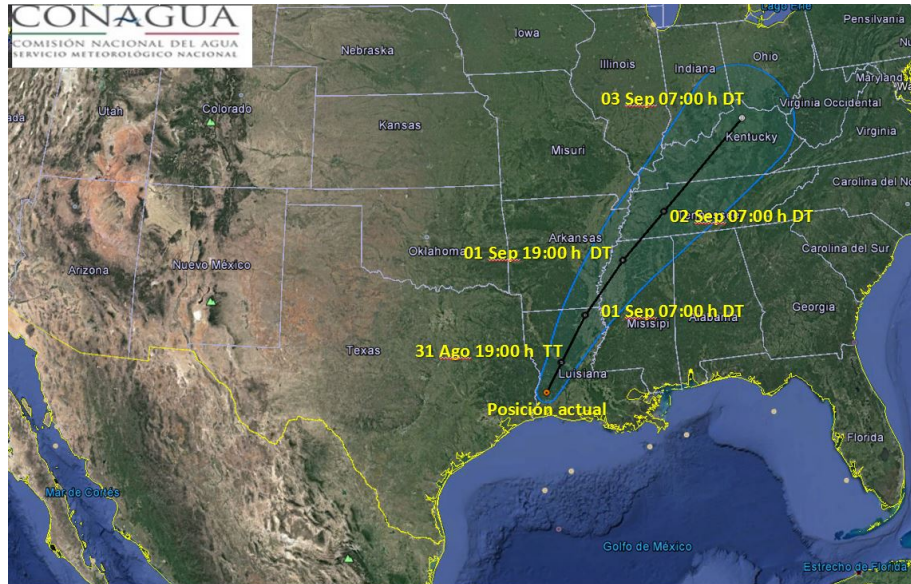 CONAGUA
COMISIÓN NACIONAL DEL AGUA
SERVICIO METEOROLÓGICO NACIONAL
Lago Erie
Pensilvania
Iowa
Nebraska
Ohio
Illinois
Indiana
Maryland
Utah
Colorado
03 Sep 07:00 h DT
Virginia Occidental
Kansas
Kentucky
Virginia
Misuri
Carolina del No
02 Sep 07:00 h DT
Arkansas
Oklahoma
01 Sep 19:00 h DT
Carolina del Sur
Arizona
Nuevo México
01 Sep 07:00 h DT
Georgia
Misisipi
Alabama
Texas
31 Ago 19:00 h TT
Luisiana
Posición actual
Florida
Mar de Cortés
Golfo de México
Estrecho de Florida